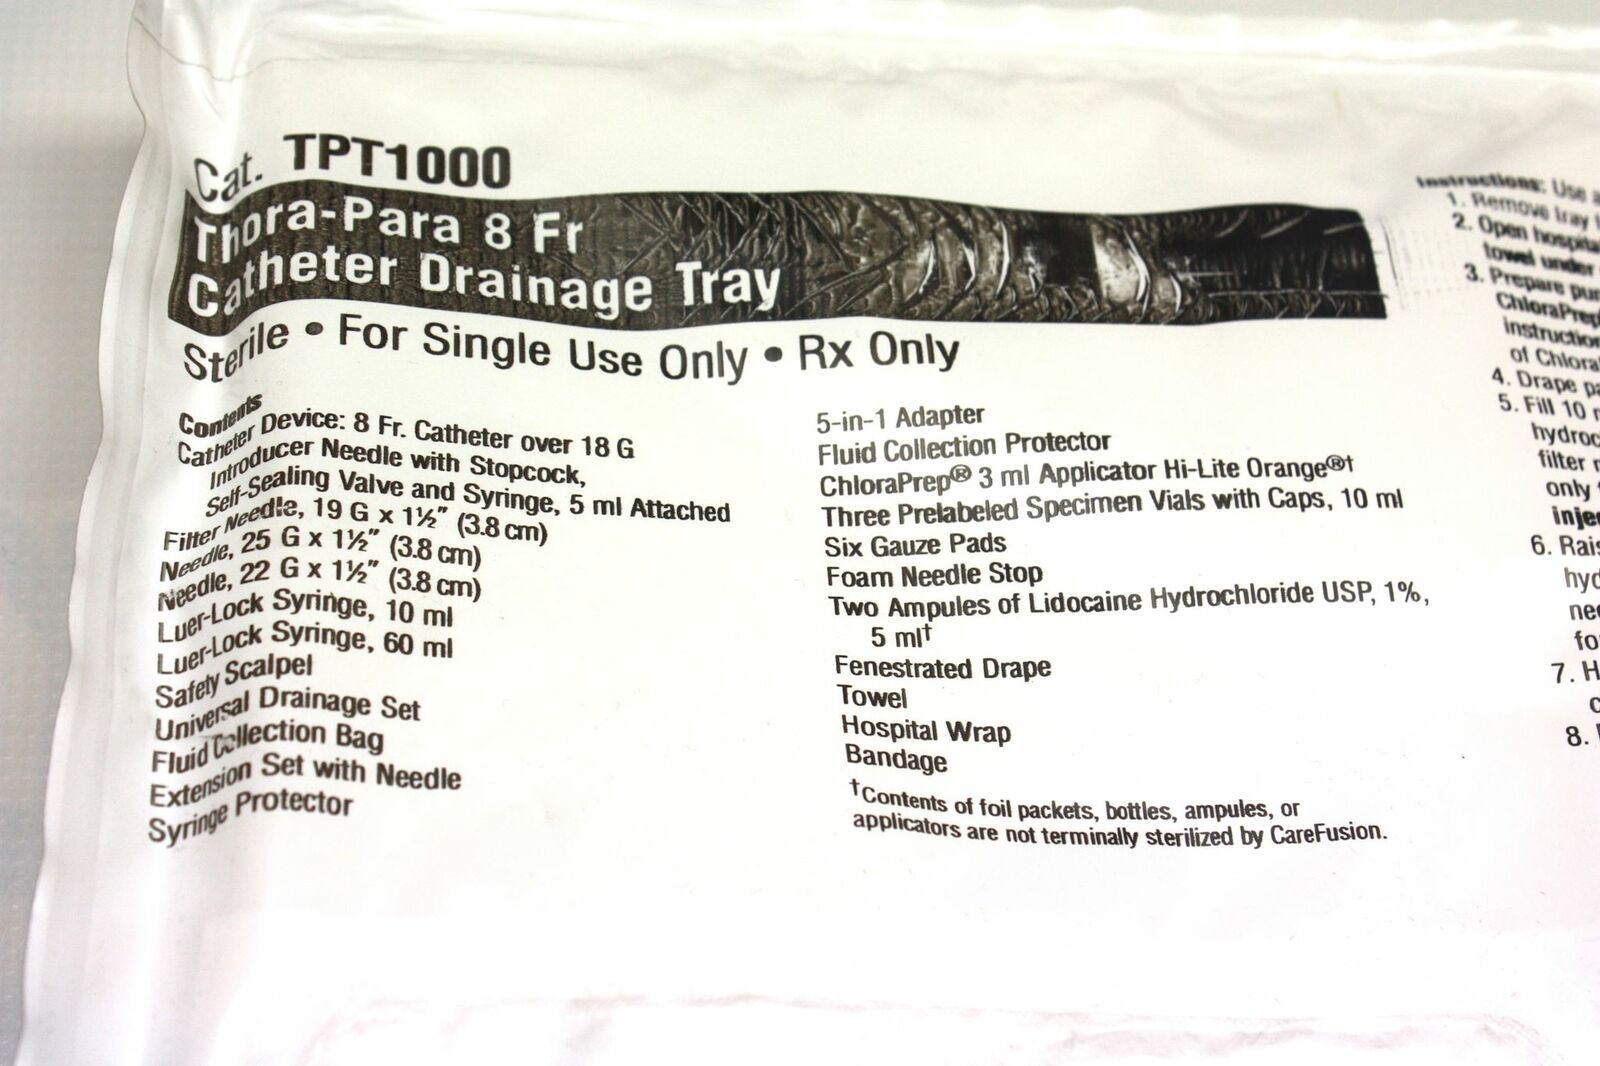 Cat. TPT1000
Thora-Para 8 Fr
Catheter Drainage Tray
Sterile • For Single Use Only • Rx Only
Contents
Catheter Device: 8 Fr. Catheter over 18 G
Introducer Needle with Stopcock,
Self-Sealing Valve and Syringe, 5 ml Attached
Filter Needle, 19 G x 1½" (3.8 cm)
Needle, 25 G x 1½" (3.8 cm)
Needle, 22 G x 1½" (3.8 cm)
Luer-Lock Syringe, 10 ml
Luer-Lock Syringe, 60 ml
Safety Scalpel
Universal Drainage Set
Fluid Collection Bag
Extension Set with Needle
Syringe Protector
5-in-1 Adapter
Fluid Collection Protector
ChloraPrep® 3 ml Applicator Hi-Lite Orange®†
Three Prelabeled Specimen Vials with Caps, 10 ml
Six Gauze Pads
Foam Needle Stop
Two Ampules of Lidocaine Hydrochloride USP, 1%,
5 ml†
Fenestrated Drape
Towel
Hospital Wrap
Bandage
†Contents of foil packets, bottles, ampules, or
applicators are not terminally sterilized by CareFusion.
Instructions: Use
1. Remove tray
2. Open
towel under
3. Prepare
ChloraPrep
of
4. Drape
5. Fill 10
filter
only
6.
7.
8.